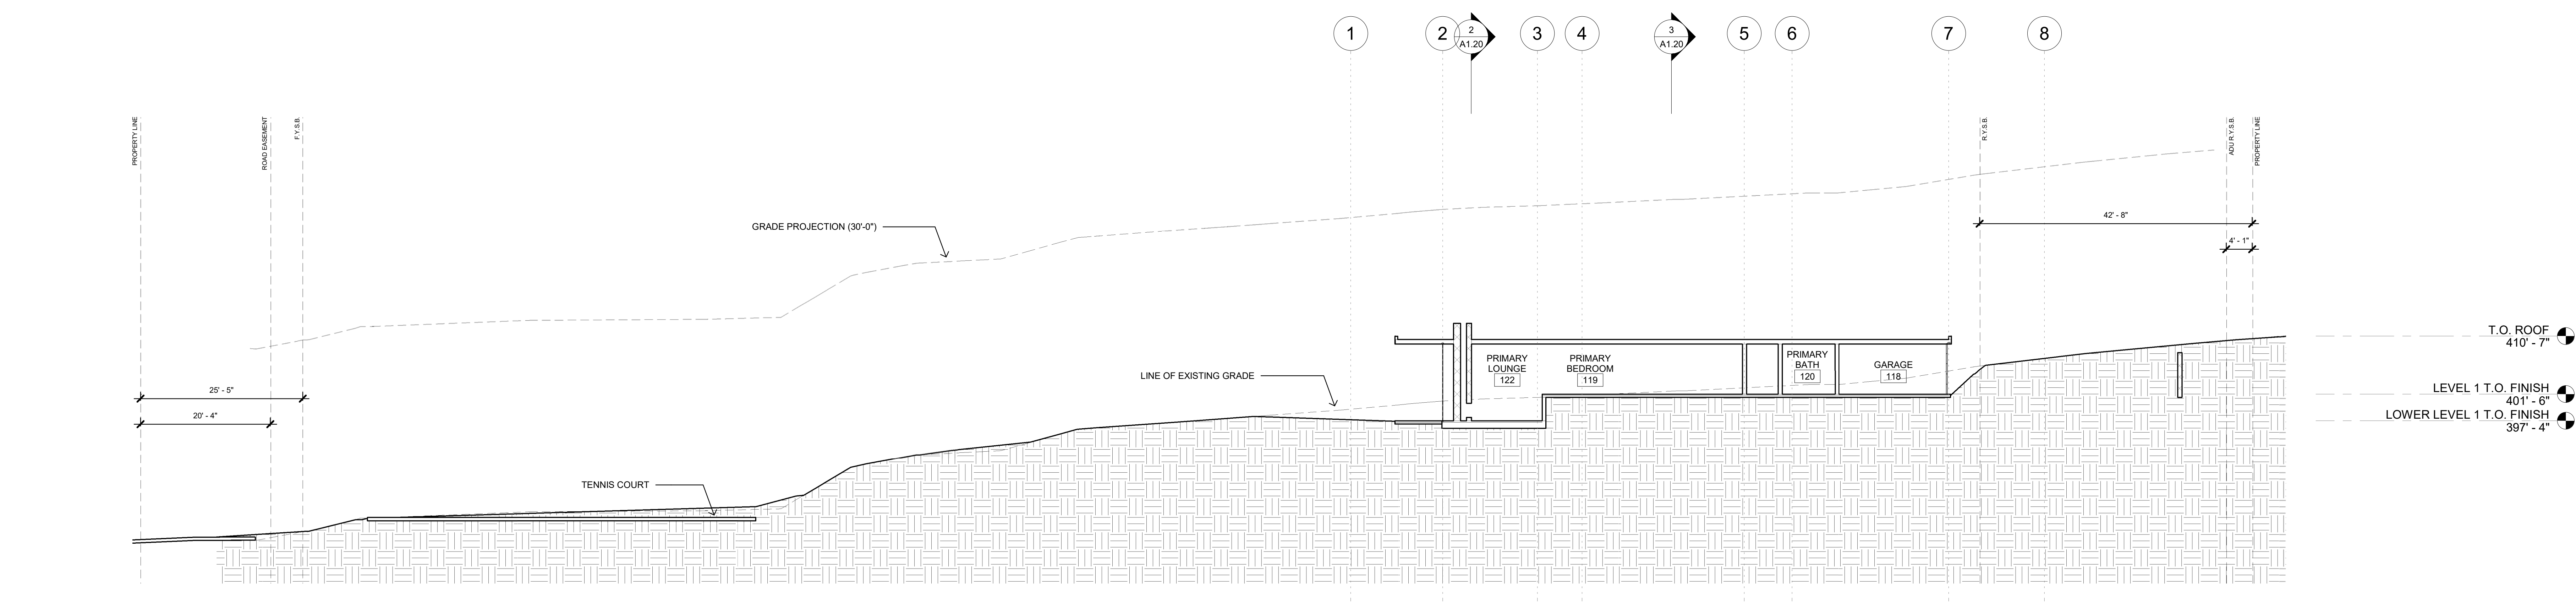 1
2
2
A1.20
3
4
3
A1.20
5
6
7
8
PROPERTY LINE
ROAD EASEMENT
F.Y.S.B.
R.Y.S.B.
ADU R.Y.S.B.
PROPERTY LINE
42' - 8"
GRADE PROJECTION (30'-0")
4' - 1"
T.O. ROOF
410' - 7"
PRIMARY
LOUNGE
122
PRIMARY
BEDROOM
119
PRIMARY
BATH
120
GARAGE
118
LINE OF EXISTING GRADE
25' - 5"
LEVEL 1 T.O. FINISH
401' - 6"
20' - 4"
LOWER LEVEL 1 T.O. FINISH
397' - 4"
TENNIS COURT